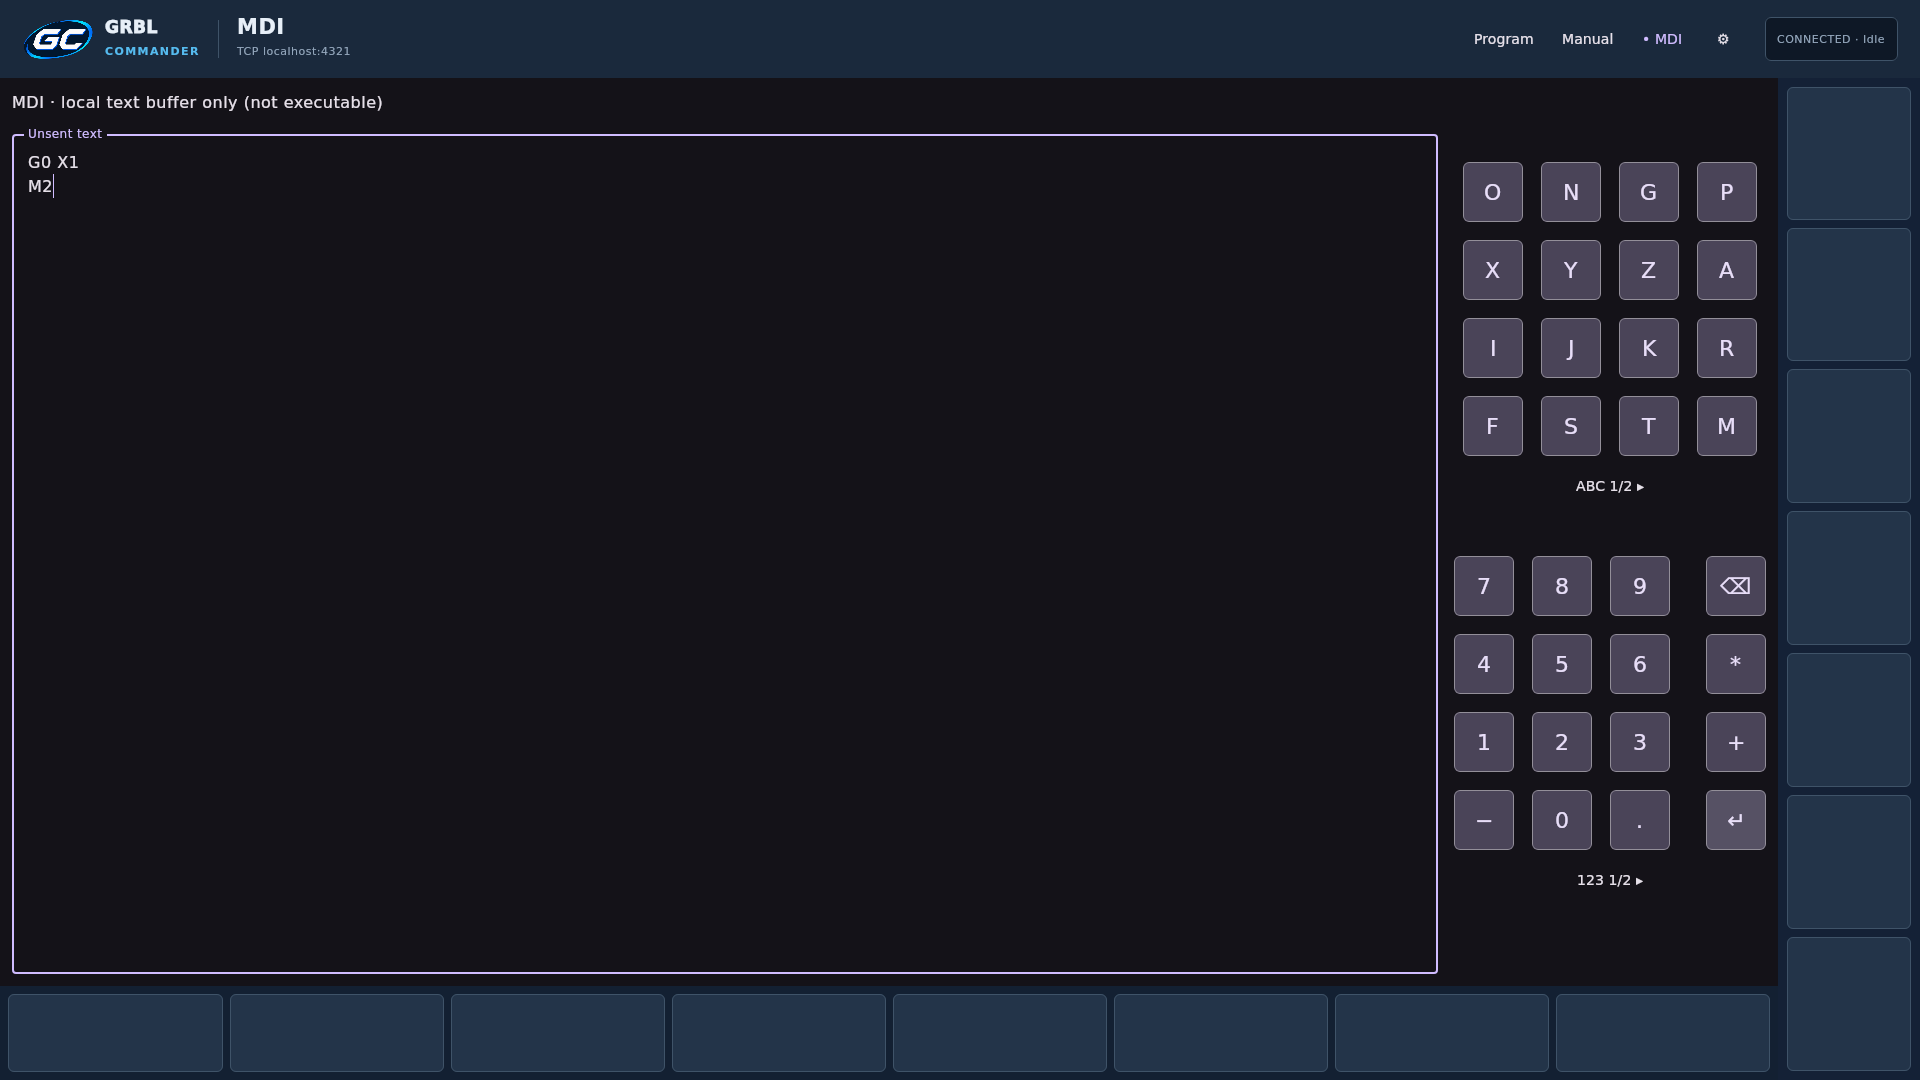 GC GRBL COMMANDER
MDI
TCP localhost:4321
Program Manual • MDI ⚙ CONNECTED · Idle
MDI · local text buffer only (not executable)
Unsent text
G0 X1
M2
O N G P
X Y Z A
I J K R
F S T M
ABC 1/2 ▸
7 8 9 ⌫
4 5 6 *
1 2 3 +
− 0 . ↵
123 1/2 ▸